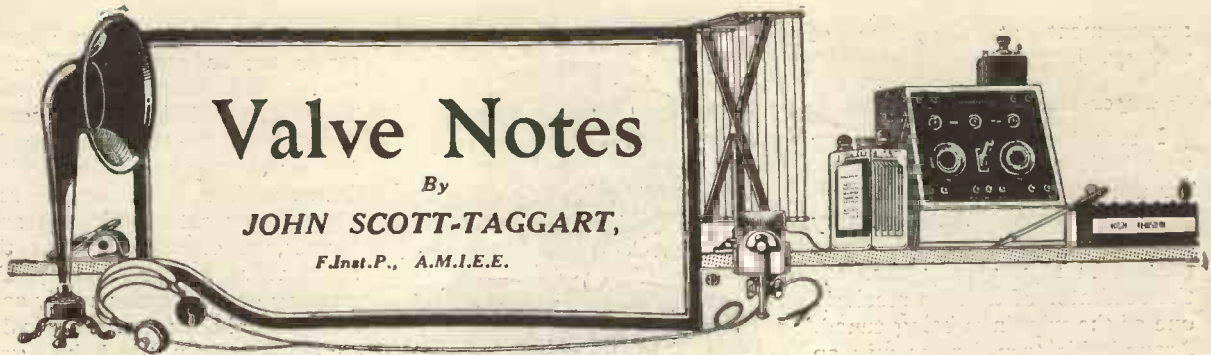 Valve Notes
By
JOHN SCOTT-TAGGART,
F.Inst.P., A.M.I.E.E.